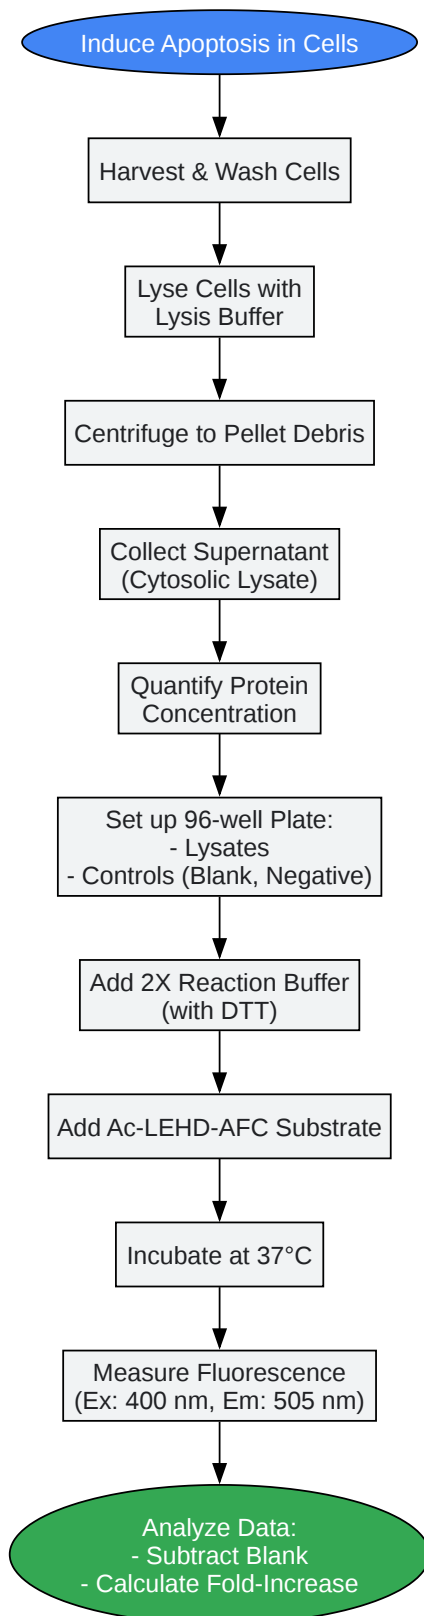 Induce Apoptosis in Cells
Harvest & Wash Cells
Lyse Cells with
Lysis Buffer
Centrifuge to Pellet Debris
Collect Supernatant
(Cytosolic Lysate)
Quantify Protein
Concentration
Set up 96-well Plate:
- Lysates
- Controls (Blank, Negative)
Add 2X Reaction Buffer
(with DTT)
Add Ac-LEHD-AFC Substrate
Incubate at 37°C
Measure Fluorescence
(Ex: 400 nm, Em: 505 nm)
Analyze Data:
- Subtract Blank
- Calculate Fold-Increase